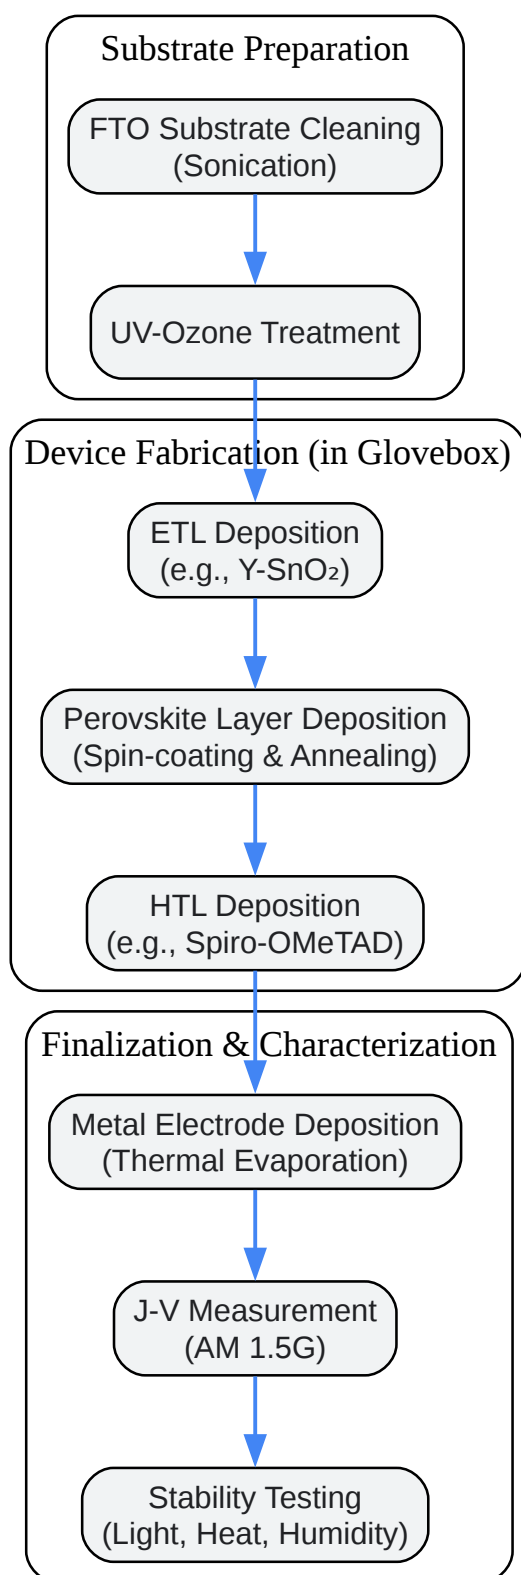 Substrate Preparation
FTO Substrate Cleaning
(Sonication)
UV-Ozone Treatment
Device Fabrication (in Glovebox)
ETL Deposition
(e.g., Y-SnO₂)
Perovskite Layer Deposition
(Spin-coating & Annealing)
HTL Deposition
(e.g., Spiro-OMeTAD)
Finalization & Characterization
Metal Electrode Deposition
(Thermal Evaporation)
J-V Measurement
(AM 1.5G)
Stability Testing
(Light, Heat, Humidity)